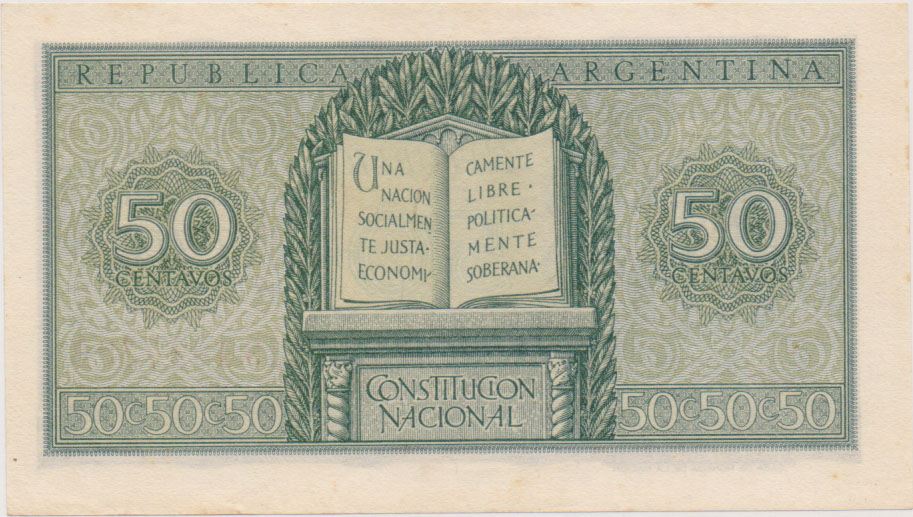 REPUBLICA ARGENTINA
UNA
NACION
SOCIALMEN
TE JUSTA·
ECONOMI·
CAMENTE
LIBRE·
POLITICA-
MENTE
SOBERANA·
50
CENTAVOS
50
CENTAVOS
CONSTITUCION
NACIONAL
50c50c50
50c50c50